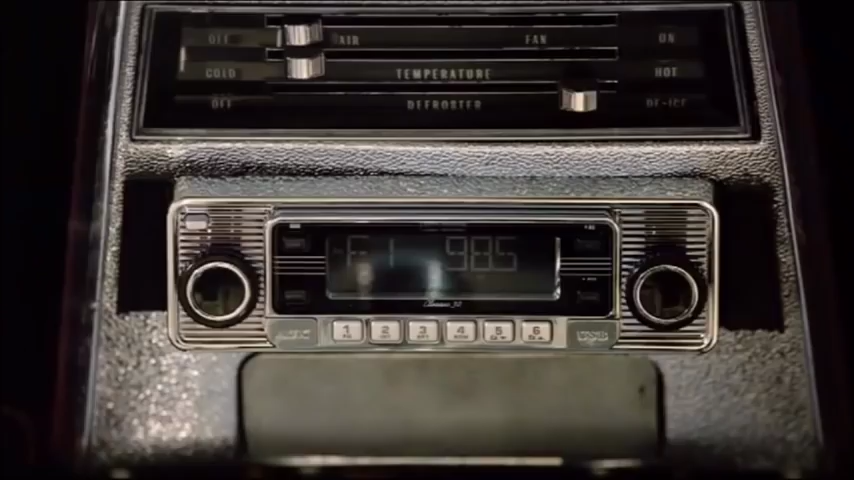 OFF AIR FAN ON
COLD TEMPERATURE HOT
OFF DEFROSTER DE-ICE
F1 985
1 2 3 4 5 6